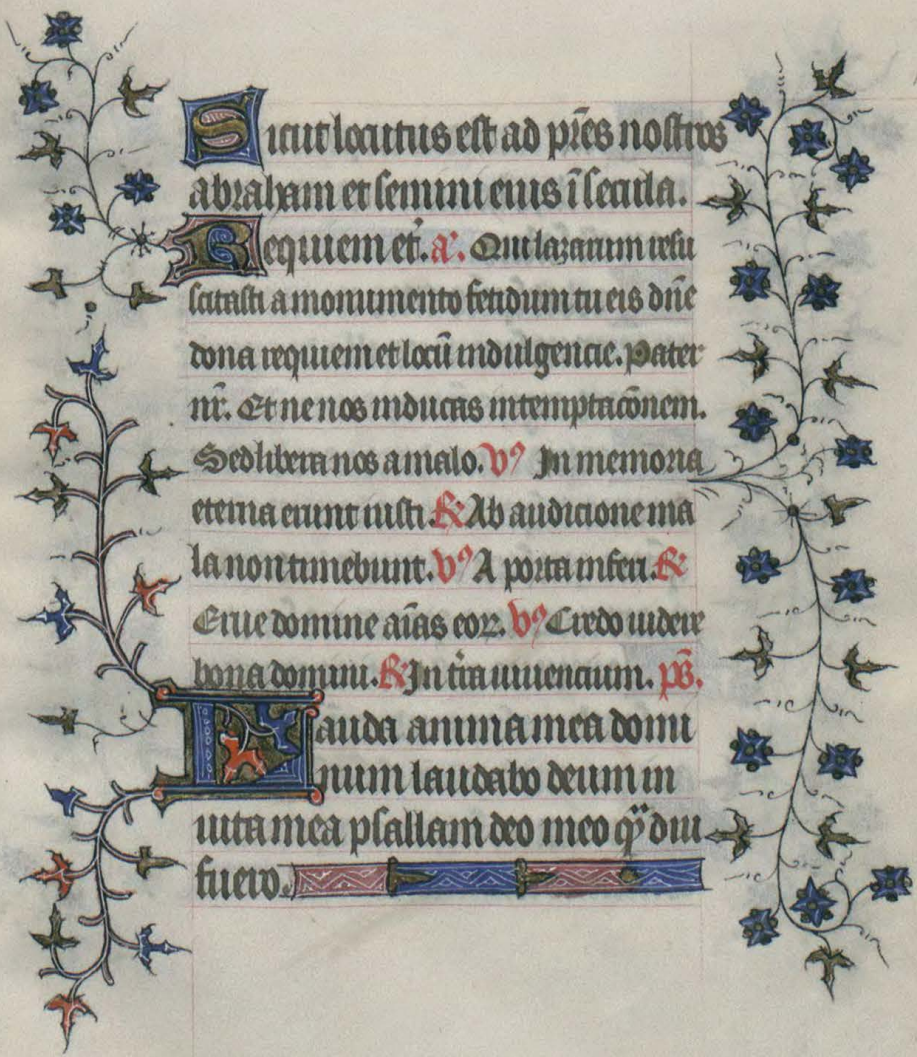 Sicut locutus est ad p̄res nostros
abraham et semini eius ī secula.
Requiem et̉. a͛. Qui lazarum resu
scitasti a monumento fetidum tu eis dn̄e
dona requiem et locū indulgencie. Pater
nr̄. Et ne nos inducas in temptacōnem.
Sed libera nos a malo. v᷒ In memoria
eterna erunt iusti ℟ Ab audicione ma
la non timebunt. v᷒ A porta inferi. ℟
Erue domine aīas eoꝝ. v᷒ Credo uidere
bona domini. ℟ In t̄ra uiuencium. pš.
Lauda anima mea domi
num laudabo deum in
uita mea psallam deo meo qͣ̄diu
fuero.